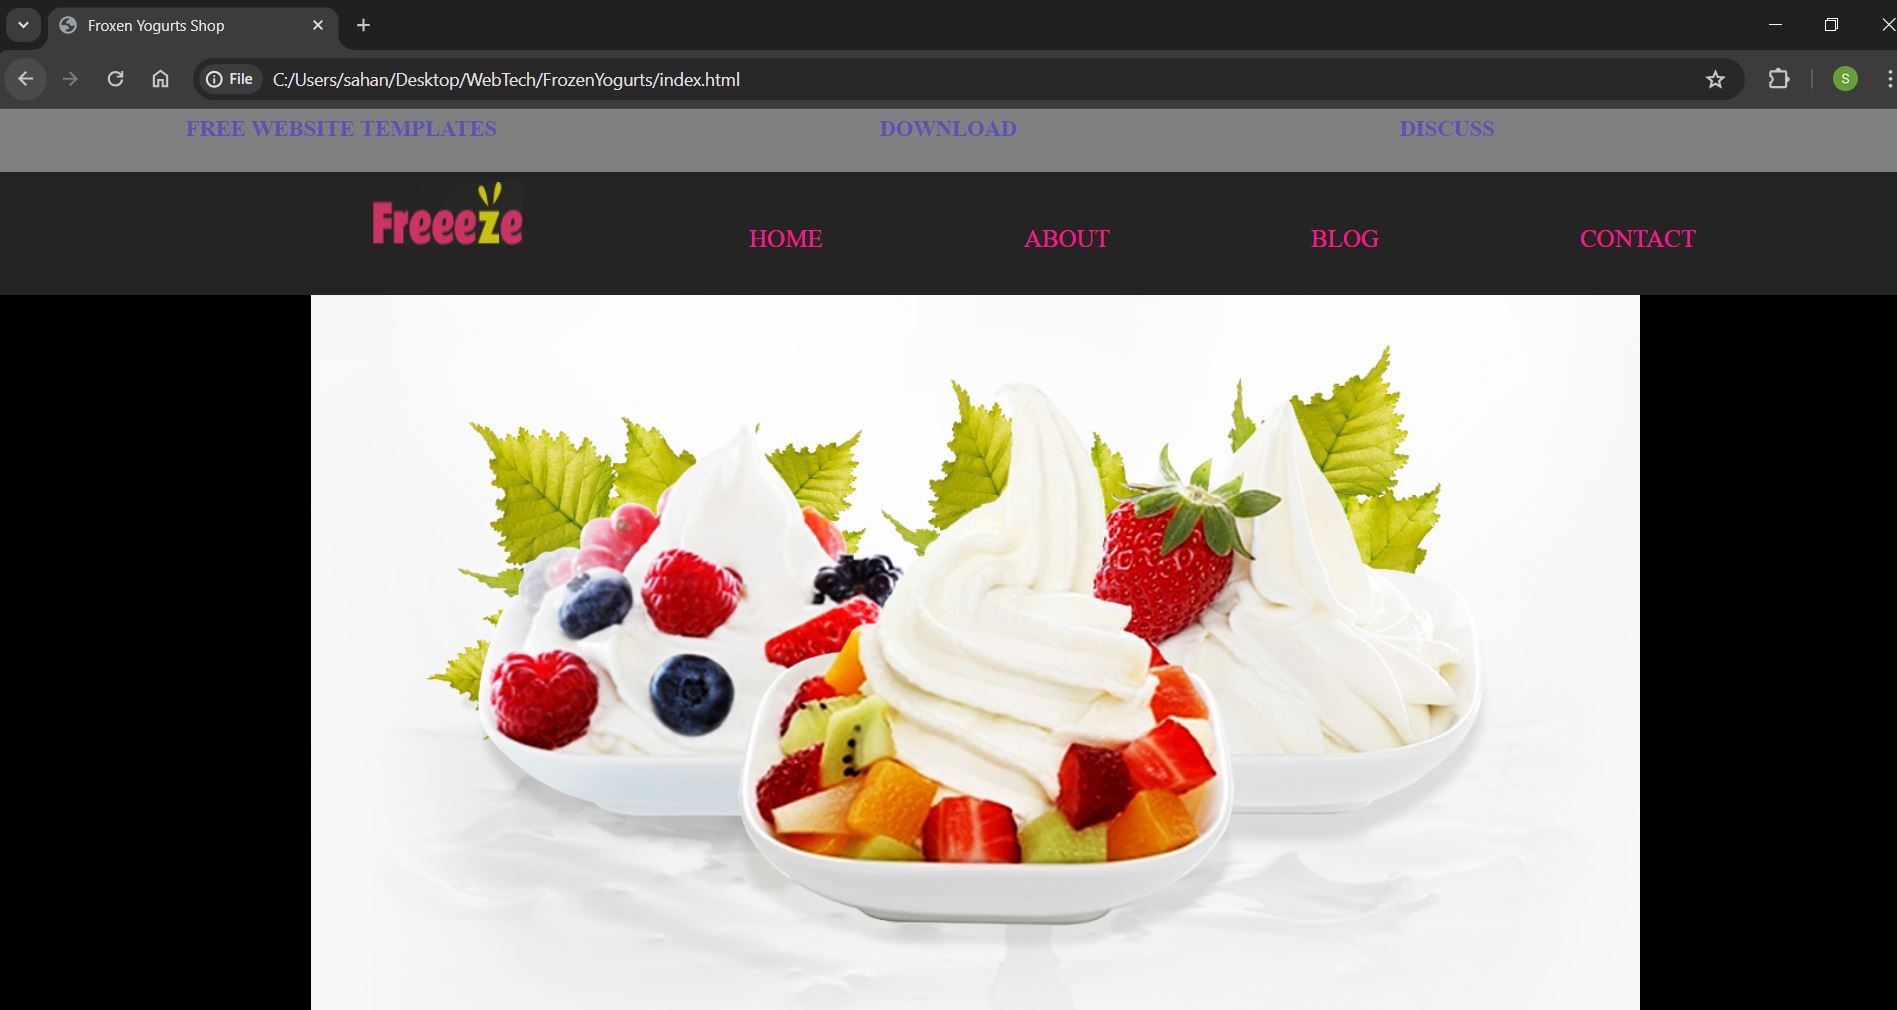 Froxen Yogurts Shop
File C:/Users/sahan/Desktop/WebTech/FrozenYogurts/index.html
S
FREE WEBSITE TEMPLATES DOWNLOAD DISCUSS
Freeeze
HOME ABOUT BLOG CONTACT